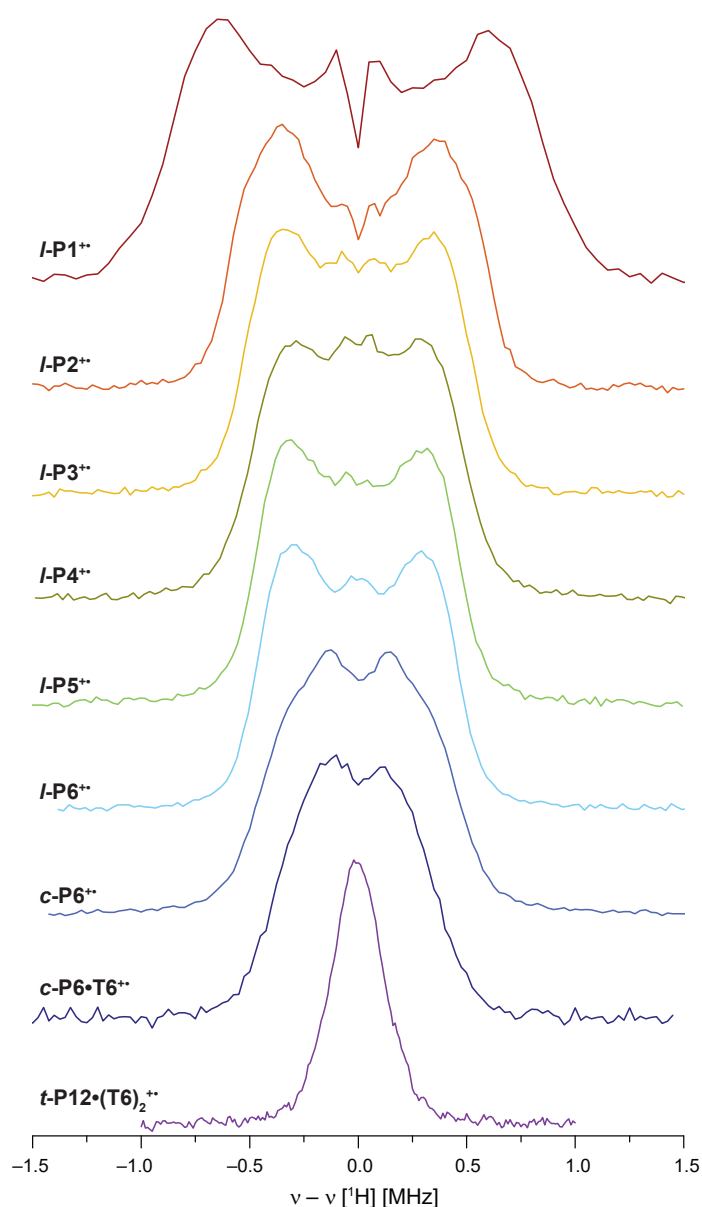 l-P1⁺•
l-P2⁺•
l-P3⁺•
l-P4⁺•
l-P5⁺•
l-P6⁺•
c-P6⁺•
c-P6•T6⁺•
t-P12•(T6)₂⁺•
–1.5 –1.0 –0.5 0.0 0.5 1.0 1.5
ν – ν [¹H] [MHz]